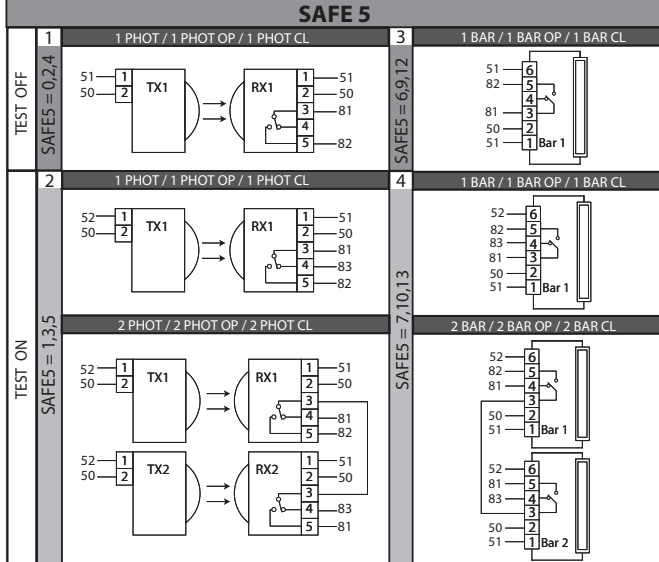 SAFE 5
TEST OFF
SAFE5 = 0,2,4
1
1 PHOT / 1 PHOT OP / 1 PHOT CL
51 1 TX1 RX1 1 51
50 2 2 50
3 81
4
5 82
SAFE5 = 6,9,12
3
1 BAR / 1 BAR OP / 1 BAR CL
51 6
82 5
4
81 3
50 2
51 1 Bar 1
TEST ON
SAFE5 = 1,3,5
2
1 PHOT / 1 PHOT OP / 1 PHOT CL
52 1 TX1 RX1 1 51
50 2 2 50
3 81
4 83
5 82
2 PHOT / 2 PHOT OP / 2 PHOT CL
52 1 TX1 RX1 1 51
50 2 2 50
3
4 81
5 82
52 1 TX2 RX2 1 51
50 2 2 50
3
4 83
5 81
SAFE5 = 7,10,13
4
1 BAR / 1 BAR OP / 1 BAR CL
52 6
82 5
83 4
81 3
50 2
51 1 Bar 1
2 BAR / 2 BAR OP / 2 BAR CL
52 6
82 5
81 4
3
50 2
51 1 Bar 1
52 6
81 5
83 4
3
50 2
51 1 Bar 2